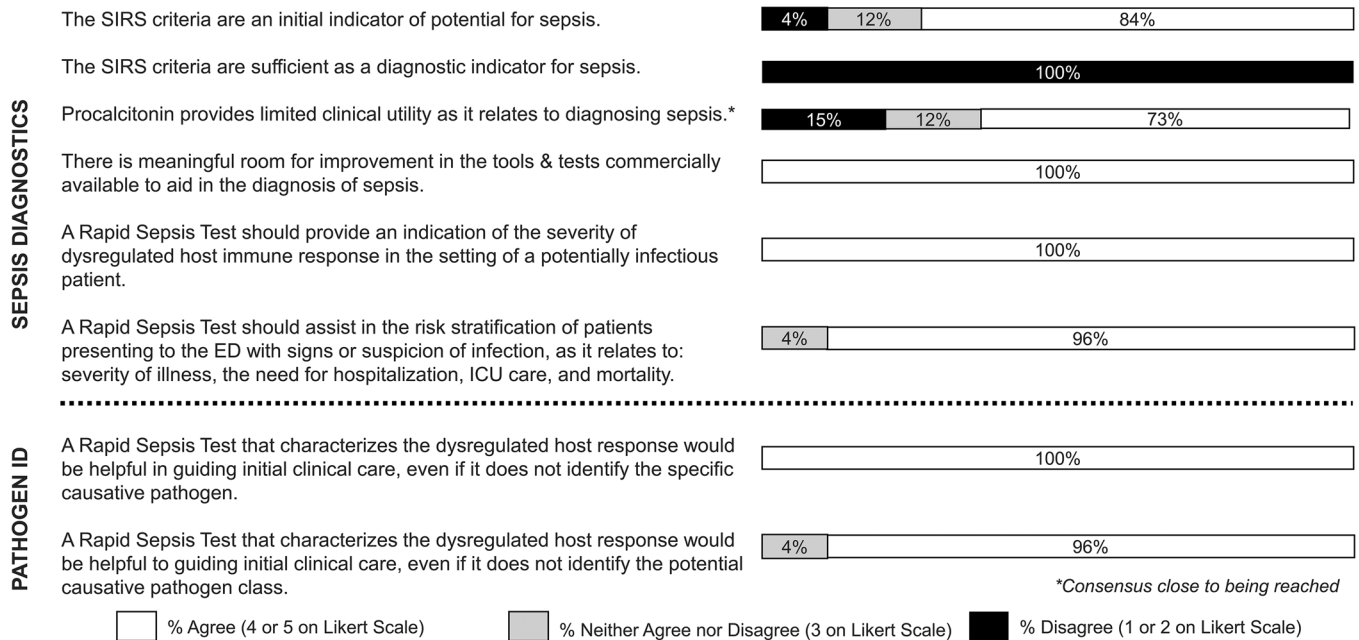 SEPSIS DIAGNOSTICS
The SIRS criteria are an initial indicator of potential for sepsis.
4% 12% 84%
The SIRS criteria are sufficient as a diagnostic indicator for sepsis.
100%
Procalcitonin provides limited clinical utility as it relates to diagnosing sepsis.*
15% 12% 73%
There is meaningful room for improvement in the tools & tests commercially
available to aid in the diagnosis of sepsis.
100%
A Rapid Sepsis Test should provide an indication of the severity of
dysregulated host immune response in the setting of a potentially infectious
patient.
100%
A Rapid Sepsis Test should assist in the risk stratification of patients
presenting to the ED with signs or suspicion of infection, as it relates to:
severity of illness, the need for hospitalization, ICU care, and mortality.
4% 96%
PATHOGEN ID
A Rapid Sepsis Test that characterizes the dysregulated host response would
be helpful in guiding initial clinical care, even if it does not identify the specific
causative pathogen.
100%
A Rapid Sepsis Test that characterizes the dysregulated host response would
be helpful to guiding initial clinical care, even if it does not identify the potential
causative pathogen class.
4% 96%
*Consensus close to being reached
% Agree (4 or 5 on Likert Scale)
% Neither Agree nor Disagree (3 on Likert Scale)
% Disagree (1 or 2 on Likert Scale)